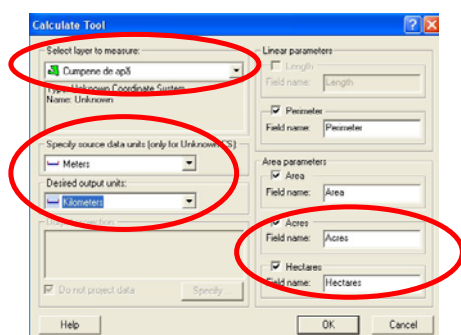 Calculate Tool
Select layer to measure:
Cumpene de apă
Type: Unknown Coordinate System
Name: Unknown
Specify source data units (only for Unknown CS)
Meters
Desired output units:
Kilometers
Do not project data
Specify...
Help
Linear parameters
Length
Field name: Length
Perimeter
Field name: Perimeter
Area parameters
Area
Field name: Area
Acres
Field name: Acres
Hectares
Field name: Hectares
OK
Cancel